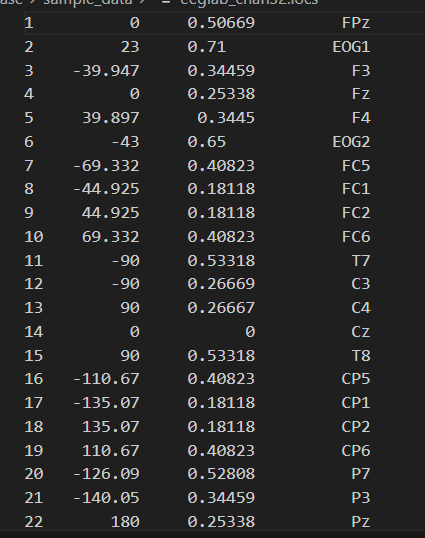 sample_data
1 0 0.50669 FPz
2 23 0.71 EOG1
3 -39.947 0.34459 F3
4 0 0.25338 Fz
5 39.897 0.3445 F4
6 -43 0.65 EOG2
7 -69.332 0.40823 FC5
8 -44.925 0.18118 FC1
9 44.925 0.18118 FC2
10 69.332 0.40823 FC6
11 -90 0.53318 T7
12 -90 0.26669 C3
13 90 0.26667 C4
14 0 0 Cz
15 90 0.53318 T8
16 -110.67 0.40823 CP5
17 -135.07 0.18118 CP1
18 135.07 0.18118 CP2
19 110.67 0.40823 CP6
20 -126.09 0.52808 P7
21 -140.05 0.34459 P3
22 180 0.25338 Pz